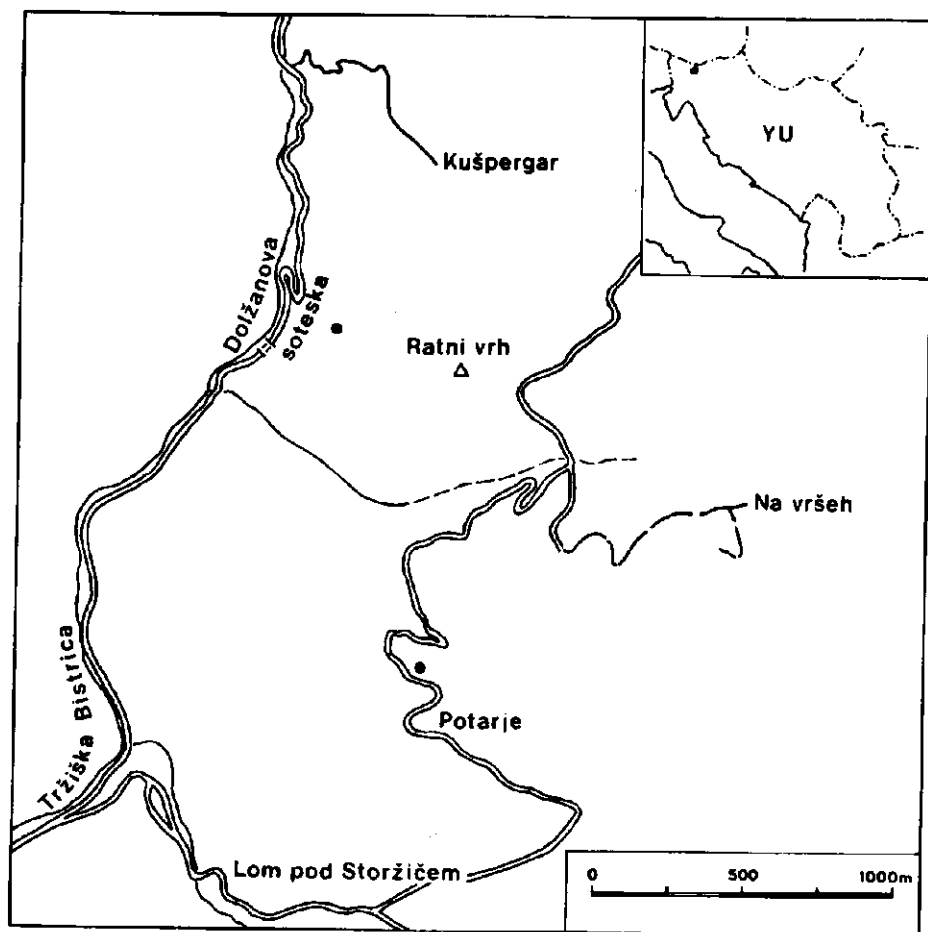 YU
Kušpergar
Dolžanova
soteska
Ratni vrh
Na vršeh
Tržiška Bistrica
Potarje
Lom pod Storžičem
0 500 1000m